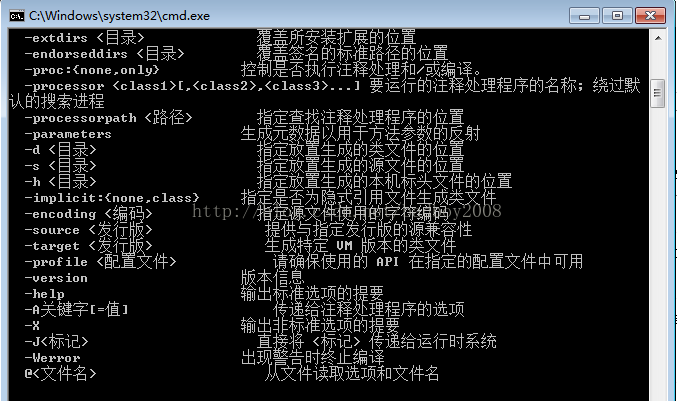 C:\Windows\system32\cmd.exe
-extdirs <目录> 覆盖所安装扩展的位置
-endorseddirs <目录> 覆盖签名的标准路径的位置
-proc:{none,only} 控制是否执行注释处理和/或编译。
-processor <class1>[,<class2>,<class3>...] 要运行的注释处理程序的名称; 绕过默
认的搜索进程
-processorpath <路径> 指定查找注释处理程序的位置
-parameters 生成元数据以用于方法参数的反射
-d <目录> 指定放置生成的类文件的位置
-s <目录> 指定放置生成的源文件的位置
-h <目录> 指定放置生成的本机标头文件的位置
-implicit:{none,class} 指定是否为隐式引用文件生成类文件
-encoding <编码> 指定源文件使用的字符编码
-source <发行版> 提供与指定发行版的源兼容性
-target <发行版> 生成特定 VM 版本的类文件
-profile <配置文件> 请确保使用的 API 在指定的配置文件中可用
-version 版本信息
-help 输出标准选项的提要
-A关键字[=值] 传递给注释处理程序的选项
-X 输出非标准选项的提要
-J<标记> 直接将 <标记> 传递给运行时系统
-Werror 出现警告时终止编译
@<文件名> 从文件读取选项和文件名